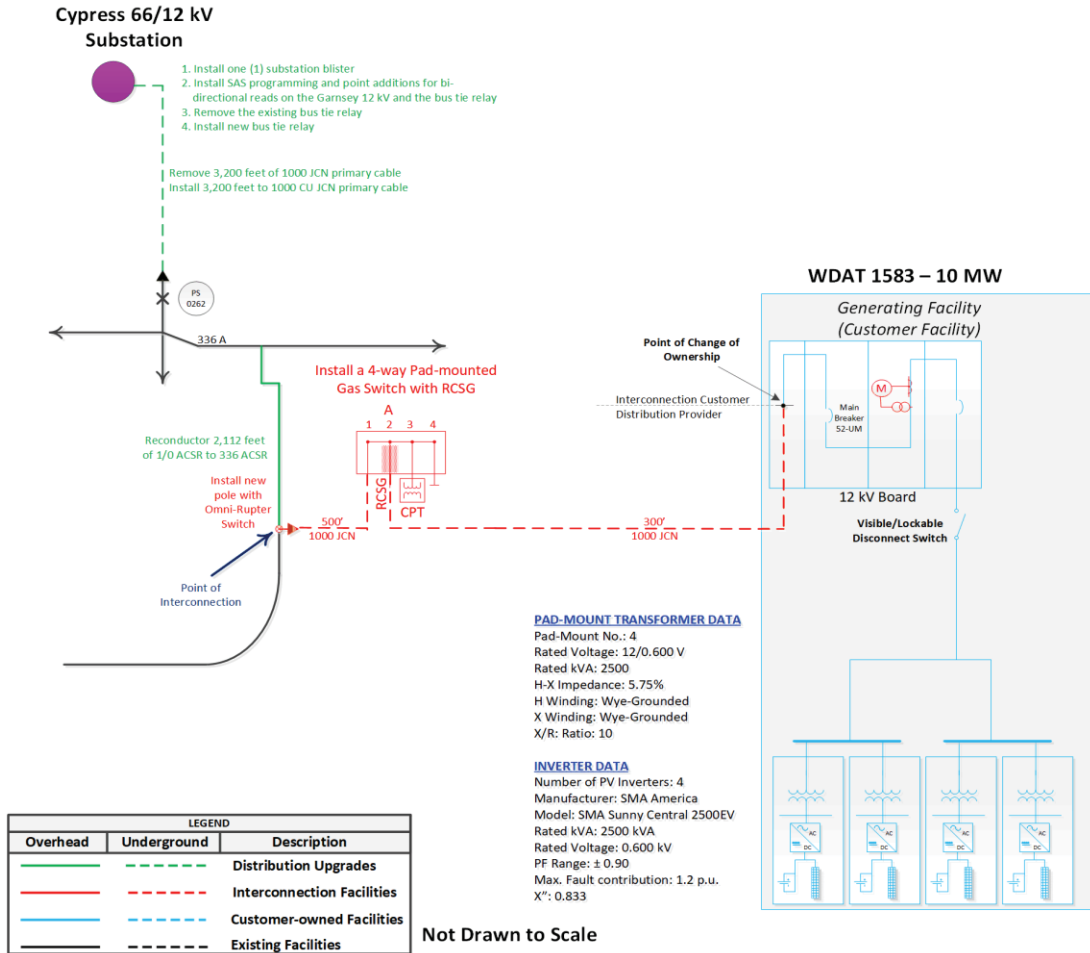 Cypress 66/12 kV
Substation
1. Install one (1) substation blister
2. Install SAS programming and point additions for bi-
directional reads on the Garnsey 12 kV and the bus tie relay
3. Remove the existing bus tie relay
4. Install new bus tie relay
Remove 3,200 feet of 1000 JCN primary cable
Install 3,200 feet to 1000 CU JCN primary cable
PS
0262
336 A
Install a 4-way Pad-mounted
Gas Switch with RCSG
A
1 2 3 4
RCSG
CPT
Reconductor 2,112 feet
of 1/0 ACSR to 336 ACSR
Install new
pole with
Omni-Rupter
Switch
500'
1000 JCN
300'
1000 JCN
Point of
Interconnection
WDAT 1583 – 10 MW
Generating Facility
(Customer Facility)
Point of Change of
Ownership
Interconnection Customer
Distribution Provider
M
Main
Breaker
52-UM
12 kV Board
Visible/Lockable
Disconnect Switch
PAD-MOUNT TRANSFORMER DATA
Pad-Mount No.: 4
Rated Voltage: 12/0.600 V
Rated kVA: 2500
H-X Impedance: 5.75%
H Winding: Wye-Grounded
X Winding: Wye-Grounded
X/R: Ratio: 10
INVERTER DATA
Number of PV Inverters: 4
Manufacturer: SMA America
Model: SMA Sunny Central 2500EV
Rated kVA: 2500 kVA
Rated Voltage: 0.600 kV
PF Range: ± 0.90
Max. Fault contribution: 1.2 p.u.
X”: 0.833
AC
DC
AC
DC
AC
DC
AC
DC
LEGEND
Overhead Underground Description
Distribution Upgrades
Interconnection Facilities
Customer-owned Facilities
Existing Facilities
Not Drawn to Scale